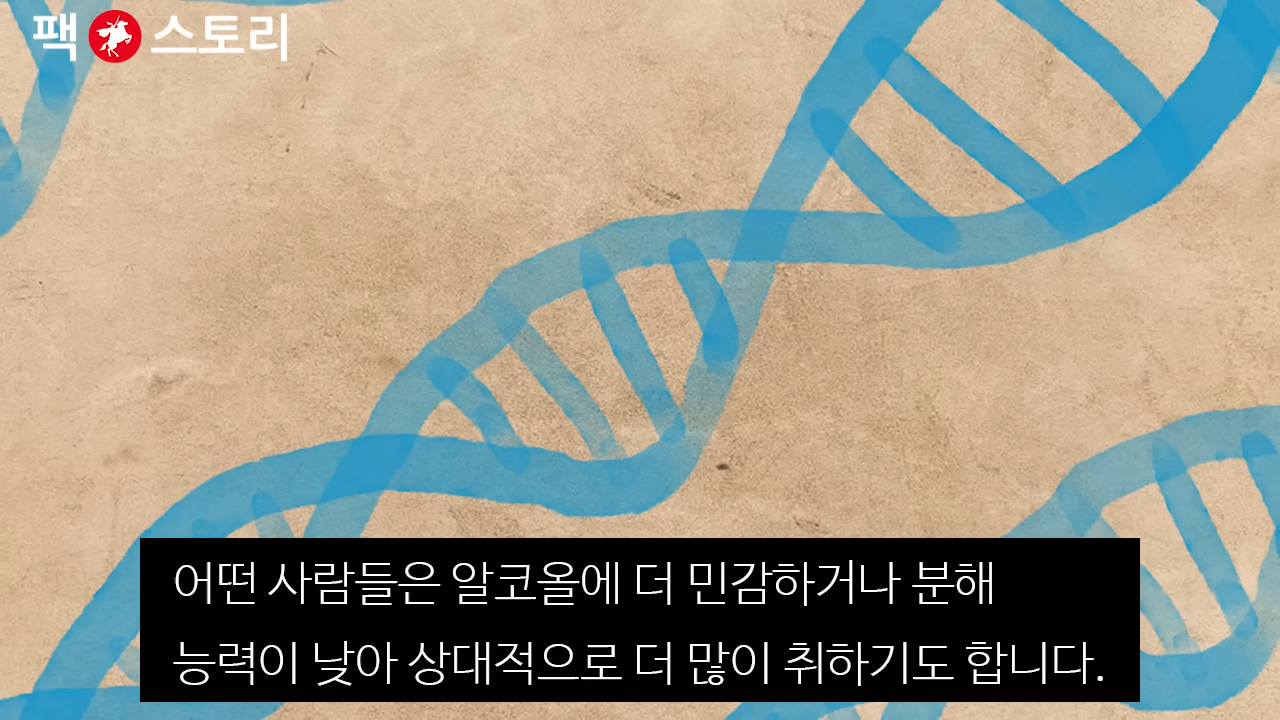 팩 스토리
어떤 사람들은 알코올에 더 민감하거나 분해
능력이 낮아 상대적으로 더 많이 취하기도 합니다.